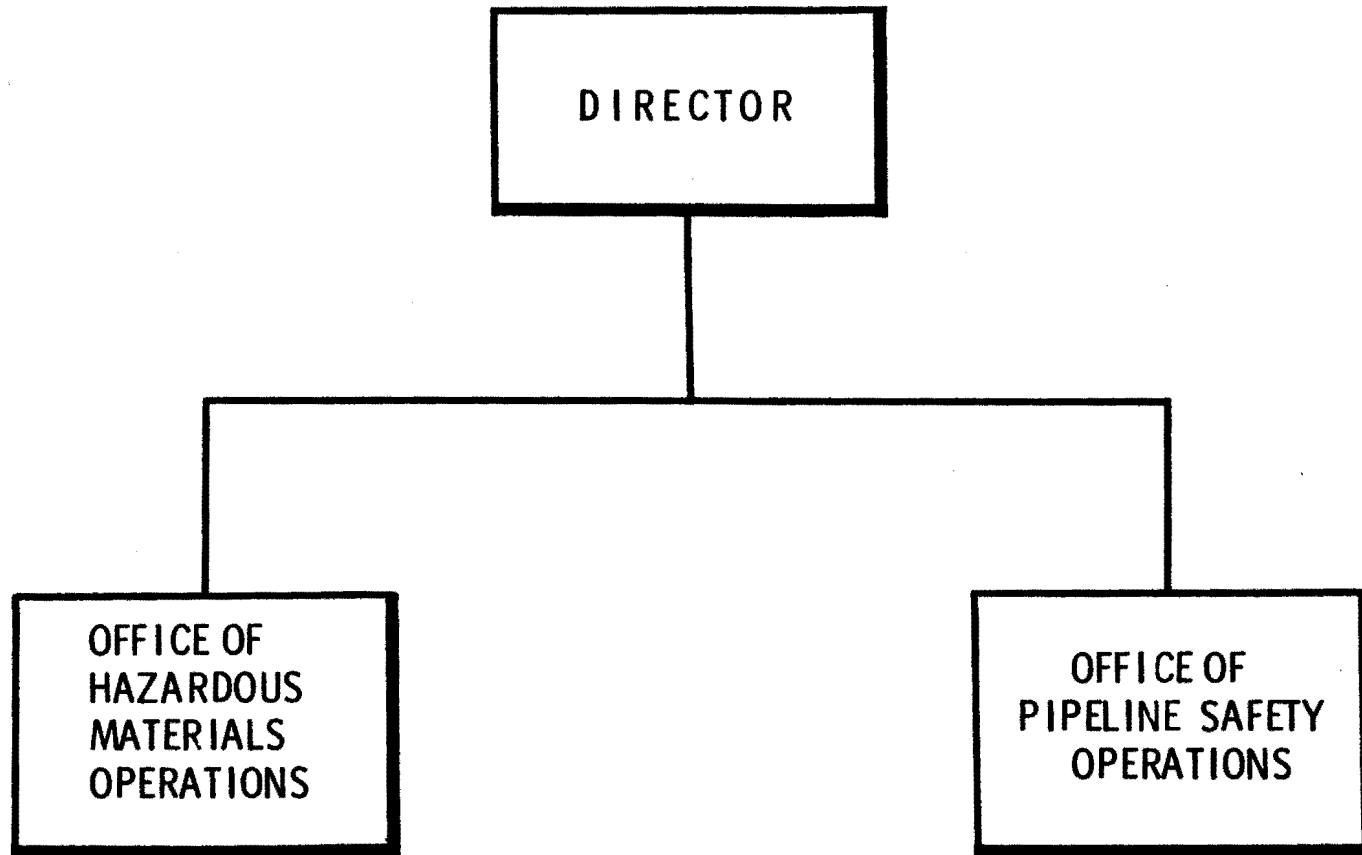 DIRECTOR
OFFICE OF
HAZARDOUS
MATERIALS
OPERATIONS
OFFICE OF
PIPELINE SAFETY
OPERATIONS